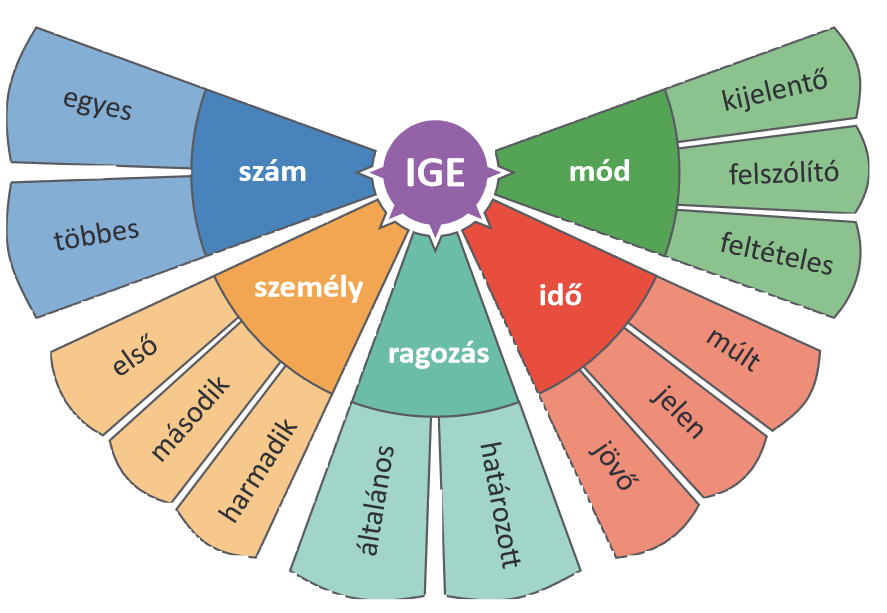 IGE
szám
egyes
többes
személy
első
második
harmadik
ragozás
általános
határozott
idő
múlt
jelen
jövő
mód
kijelentő
felszólító
feltételes